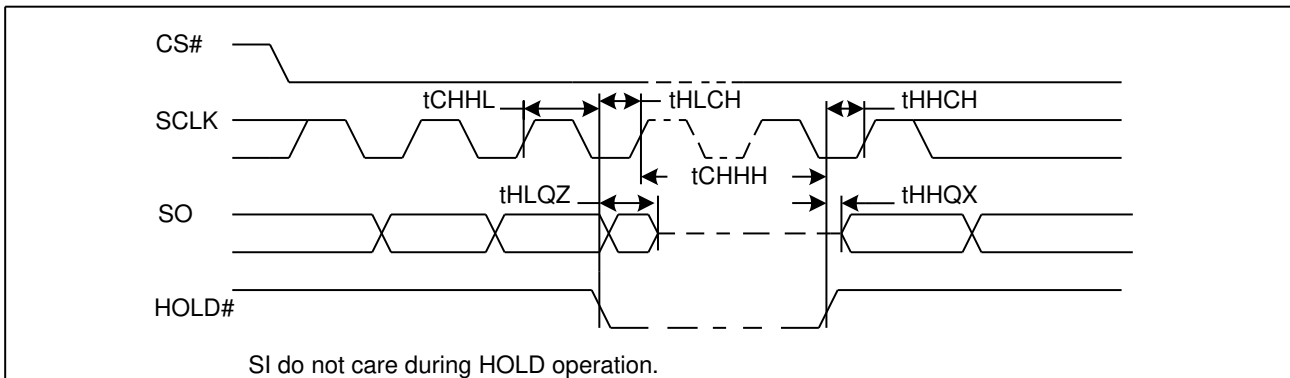 CS#
tCHHL
tHLCH
tHHCH
SCLK
tCHHH
tHLQZ
tHHQX
SO
HOLD#
SI do not care during HOLD operation.